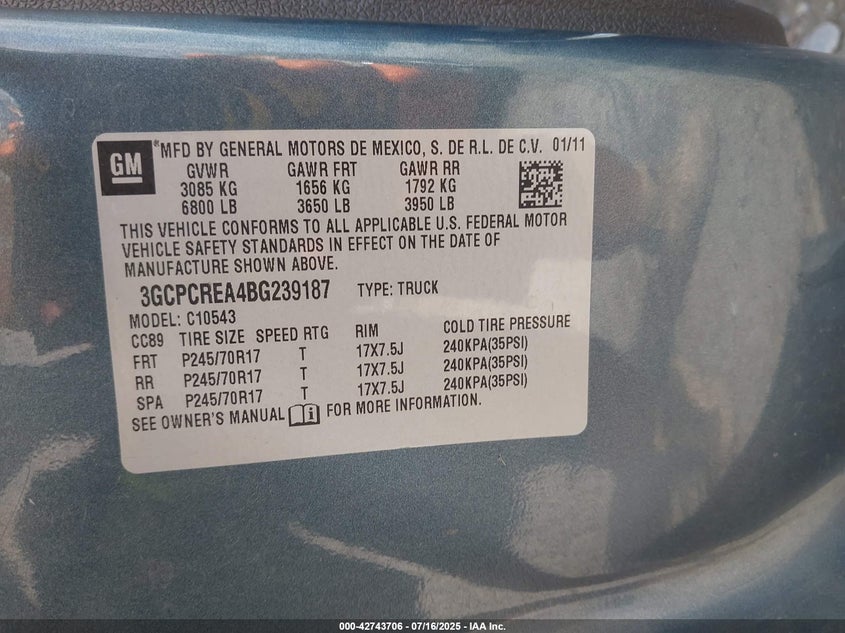 GM
*MFD BY GENERAL MOTORS DE MEXICO, S. DE R.L. DE C.V. 01/11
GVWR GAWR FRT GAWR RR
3085 KG 1656 KG 1792 KG
6800 LB 3650 LB 3950 LB
THIS VEHICLE CONFORMS TO ALL APPLICABLE U.S. FEDERAL MOTOR
VEHICLE SAFETY STANDARDS IN EFFECT ON THE DATE OF
MANUFACTURE SHOWN ABOVE.
3GCPCREA4BG239187 TYPE: TRUCK
MODEL: C10543
CC89 TIRE SIZE SPEED RTG RIM COLD TIRE PRESSURE
FRT P245/70R17 T 17X7.5J 240KPA(35PSI)
RR P245/70R17 T 17X7.5J 240KPA(35PSI)
SPA P245/70R17 T 17X7.5J 240KPA(35PSI)
SEE OWNER'S MANUAL FOR MORE INFORMATION.
000-42743706 - 07/16/2025 - IAA Inc.